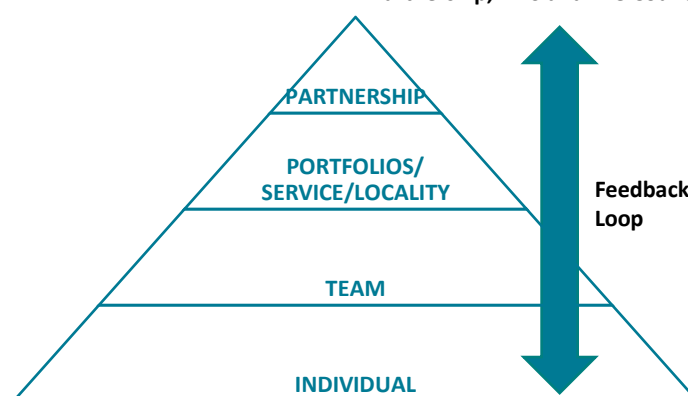 PARTNERSHIP
PORTFOLIOS/
SERVICE/LOCALITY
Feedback
Loop
TEAM
INDIVIDUAL